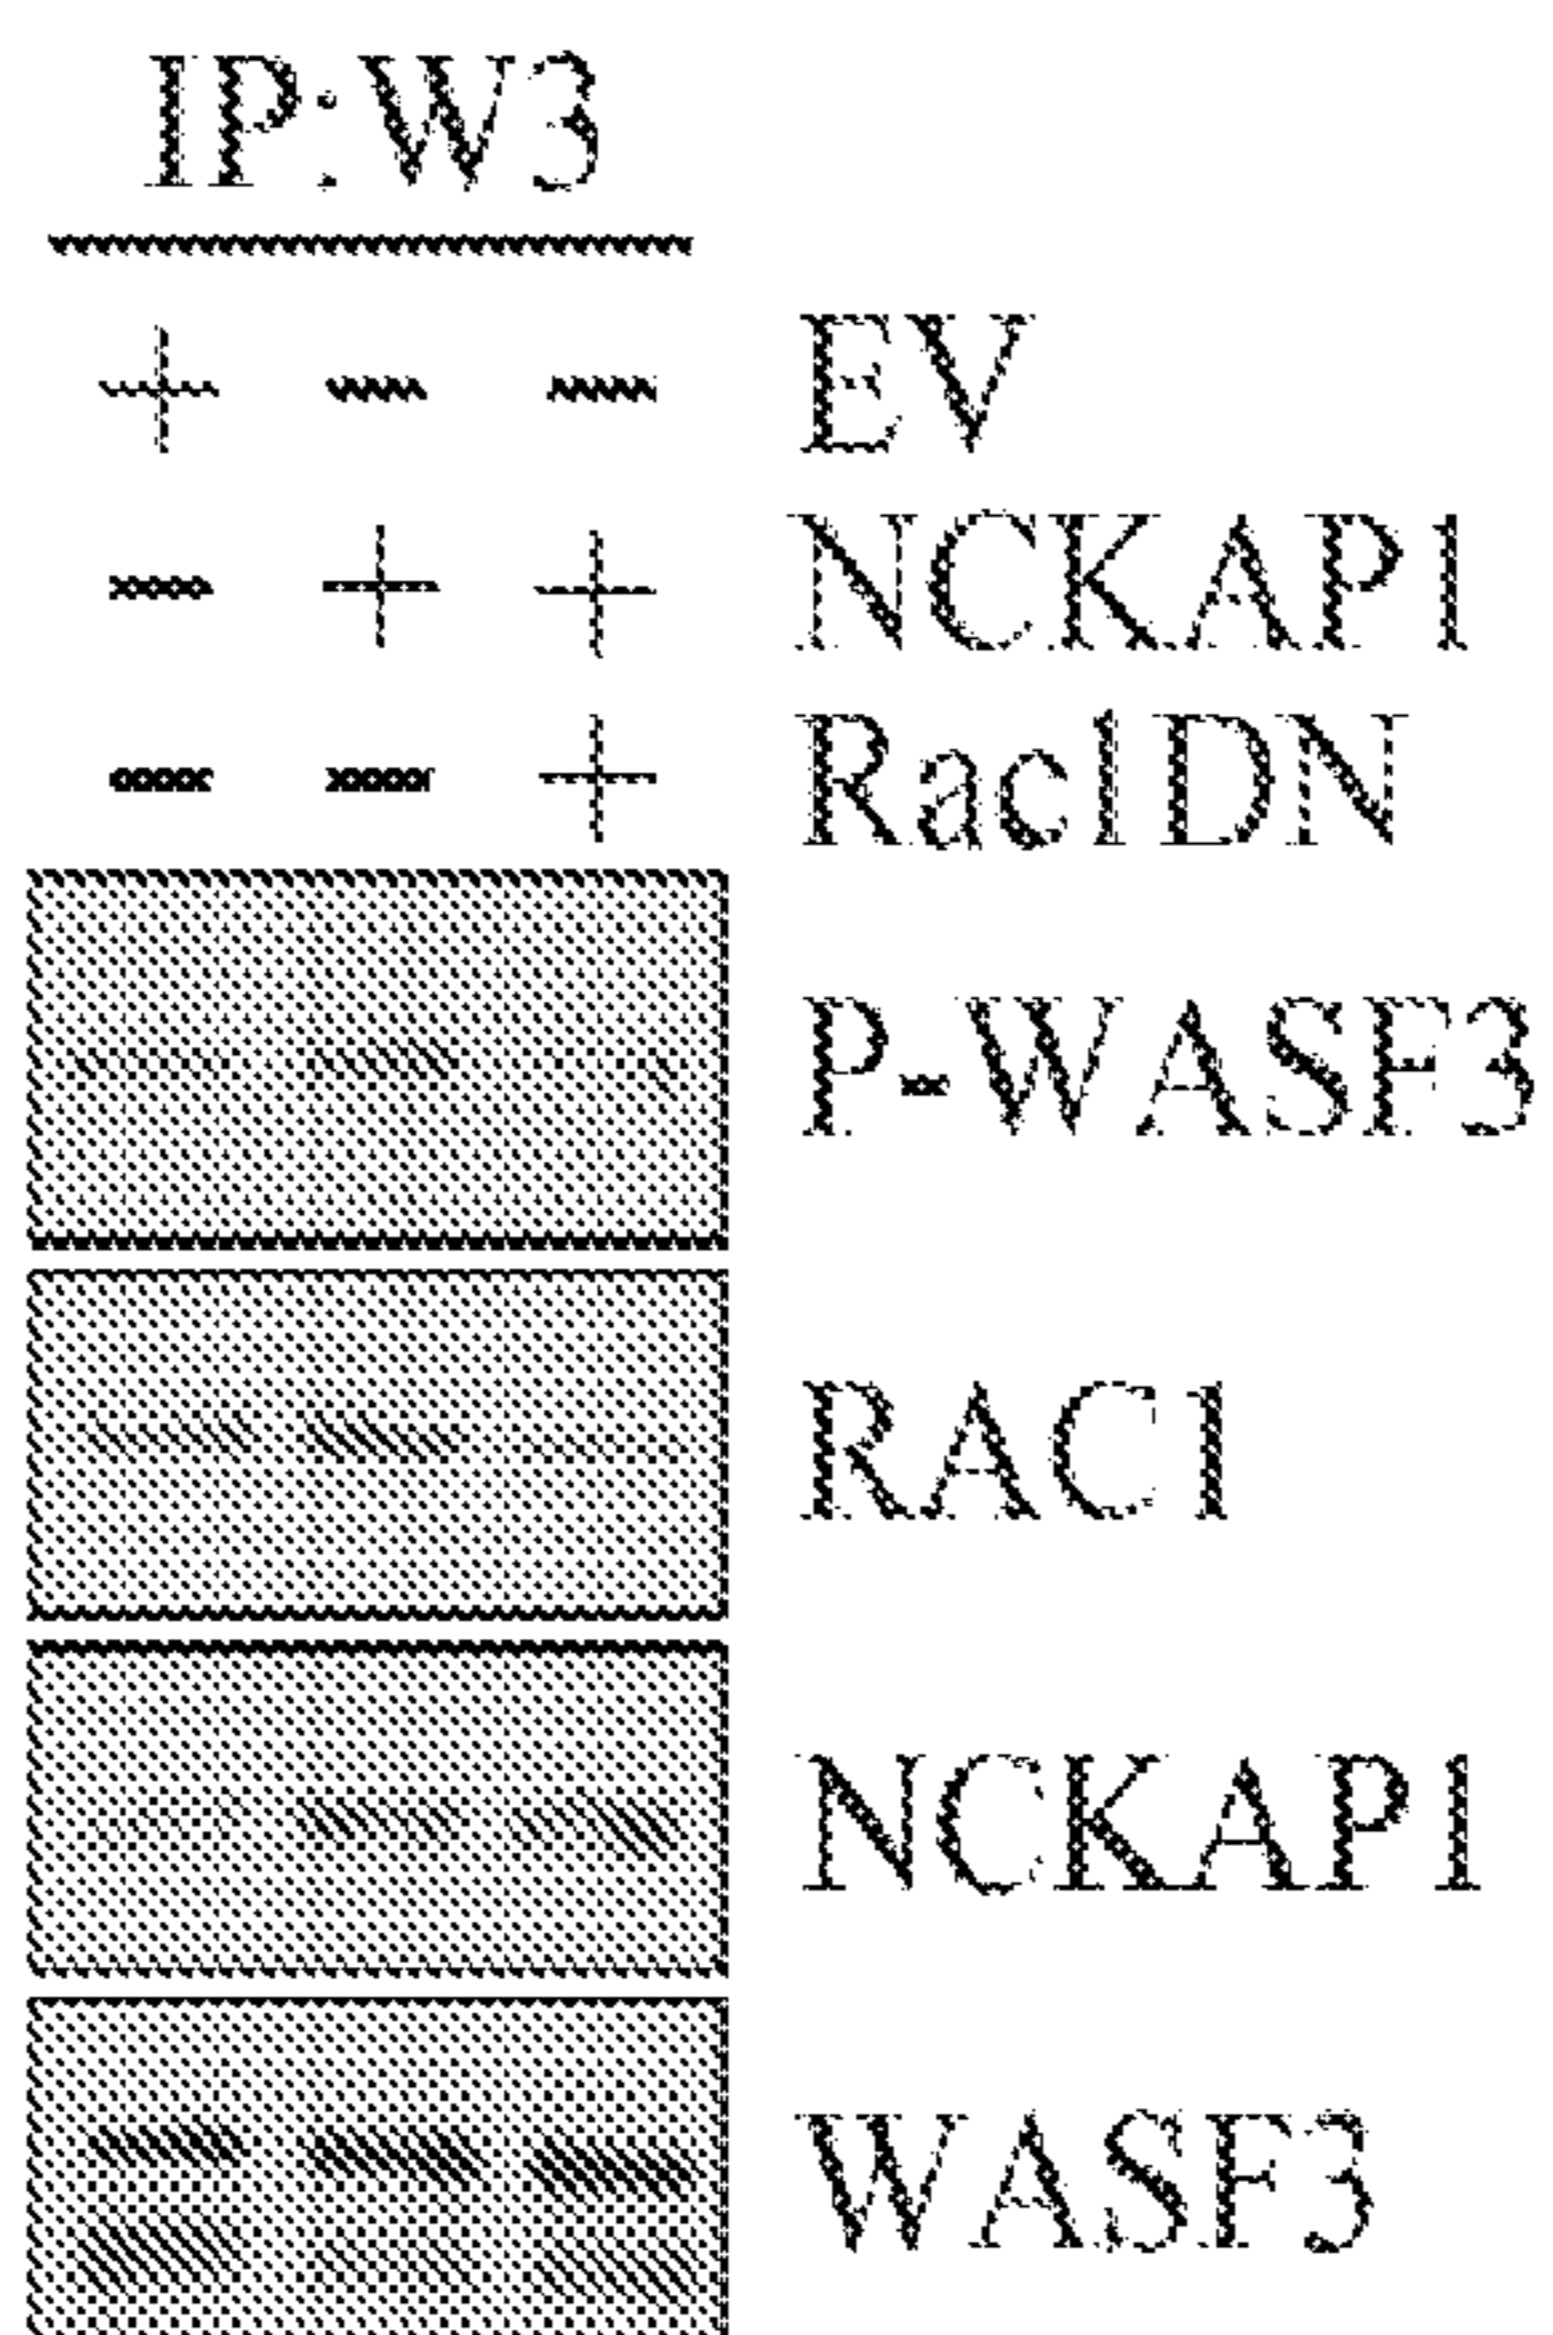 IP:W3
+ - - EV
- + + NCKAP1
- - + Rac1DN
P-WASF3
RAC1
NCKAP1
WASF3